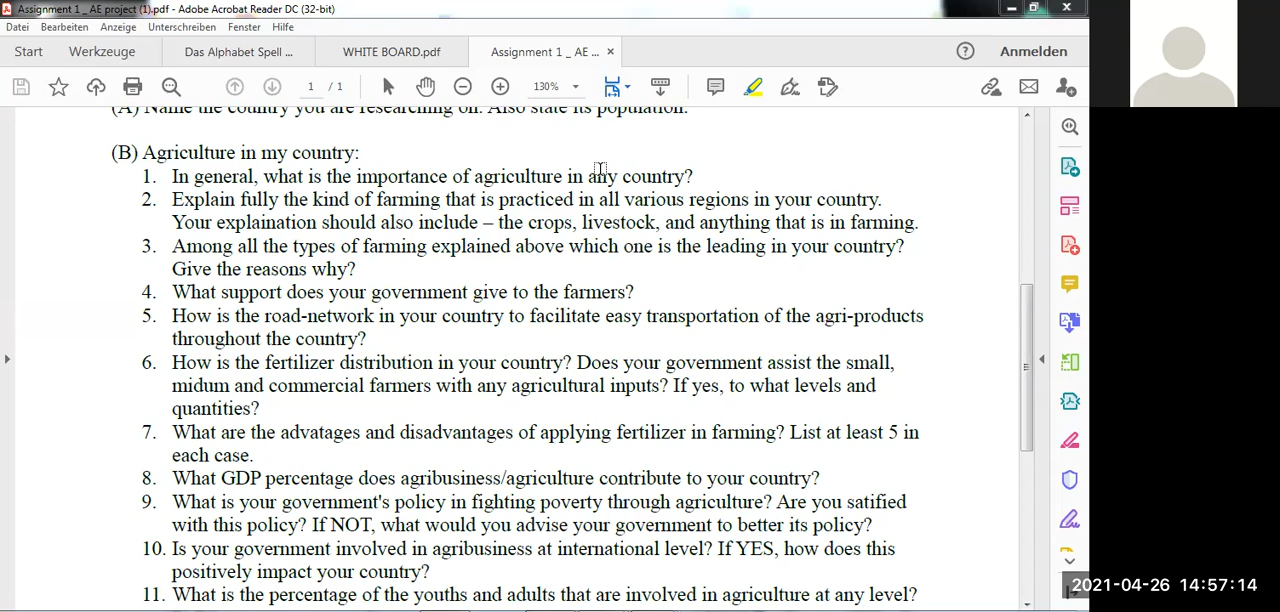 Assignment 1 _ AE project (1).pdf - Adobe Acrobat Reader DC (32-bit)
Datei Bearbeiten Anzeige Unterschreiben Fenster Hilfe
Start Werkzeuge Das Alphabet Spell ... WHITE BOARD.pdf Assignment 1 _ AE ... × Anmelden
1 / 1 130%
(A) Name the country you are researching on. Also state its population.
(B) Agriculture in my country:
1. In general, what is the importance of agriculture in any country?
2. Explain fully the kind of farming that is practiced in all various regions in your country.
Your explaination should also include – the crops, livestock, and anything that is in farming.
3. Among all the types of farming explained above which one is the leading in your country?
Give the reasons why?
4. What support does your government give to the farmers?
5. How is the road-network in your country to facilitate easy transportation of the agri-products
throughout the country?
6. How is the fertilizer distribution in your country? Does your government assist the small,
midum and commercial farmers with any agricultural inputs? If yes, to what levels and
quantities?
7. What are the advatages and disadvantages of applying fertilizer in farming? List at least 5 in
each case.
8. What GDP percentage does agribusiness/agriculture contribute to your country?
9. What is your government's policy in fighting poverty through agriculture? Are you satified
with this policy? If NOT, what would you advise your government to better its policy?
10. Is your government involved in agribusiness at international level? If YES, how does this
positively impact your country?
11. What is the percentage of the youths and adults that are involved in agriculture at any level?
2021-04-26 14:57:14